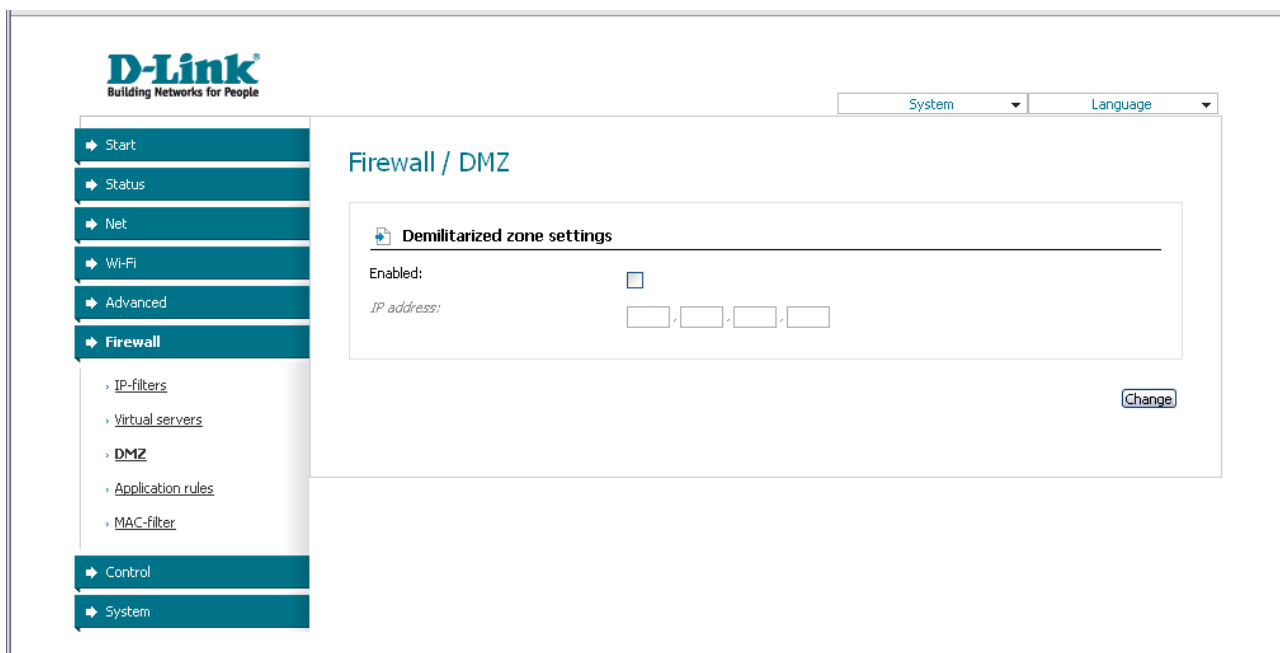 D-Link®
Building Networks for People
System
Language
Start
Status
Net
Wi-Fi
Advanced
Firewall
IP-filters
Virtual servers
DMZ
Application rules
MAC-filter
Control
System
Firewall / DMZ
Demilitarized zone settings
Enabled:
IP address:
. . .
Change